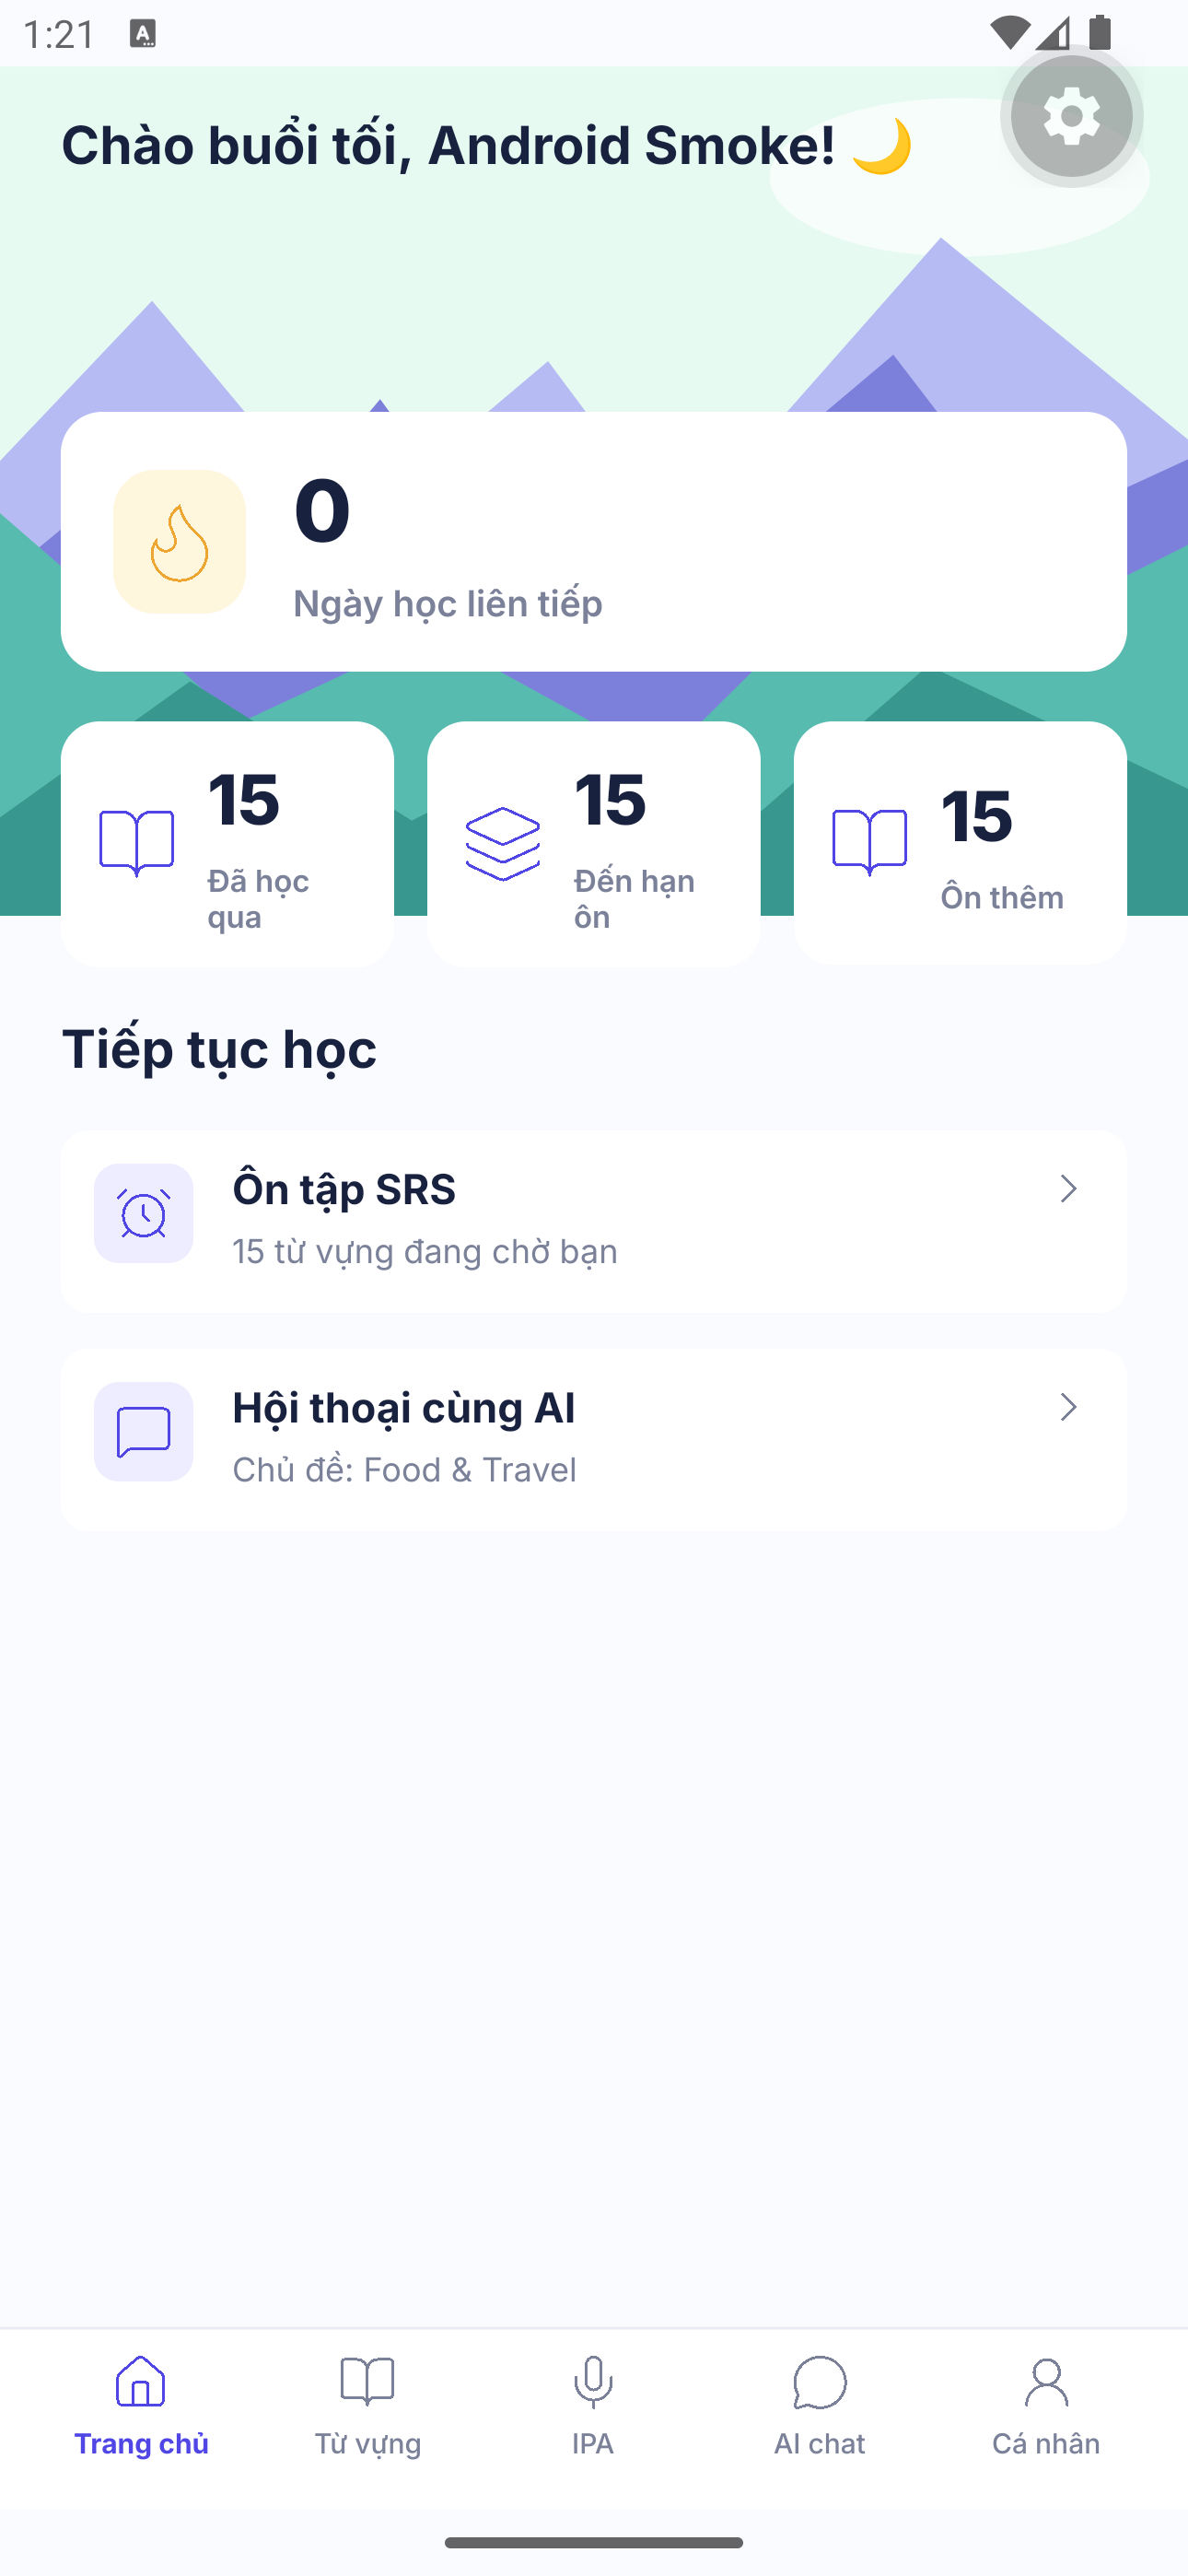 1:21
Chào buổi tối, Android Smoke! 🌙
0
Ngày học liên tiếp
15
Đã học
qua
15
Đến hạn
ôn
15
Ôn thêm
Tiếp tục học
Ôn tập SRS
15 từ vựng đang chờ bạn
Hội thoại cùng AI
Chủ đề: Food & Travel
Trang chủ
Từ vựng
IPA
AI chat
Cá nhân